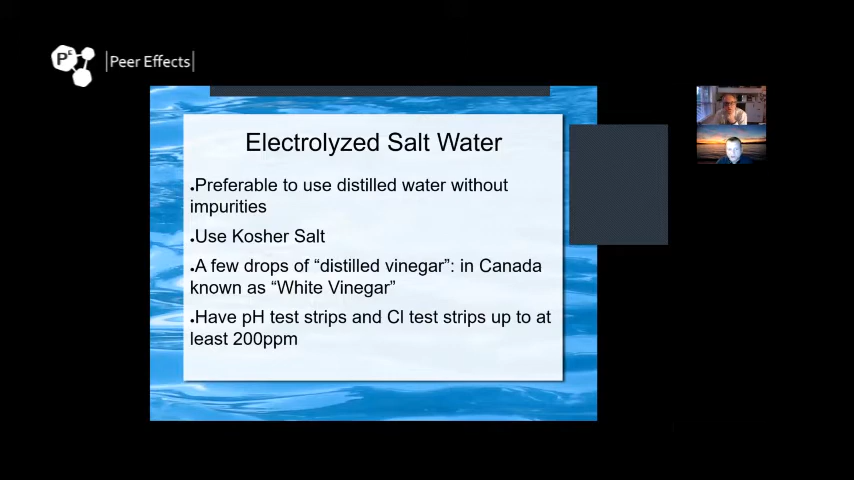 P E
|Peer Effects|
Electrolyzed Salt Water
•Preferable to use distilled water without
impurities
•Use Kosher Salt
•A few drops of “distilled vinegar”: in Canada
known as “White Vinegar”
•Have pH test strips and Cl test strips up to at
least 200ppm